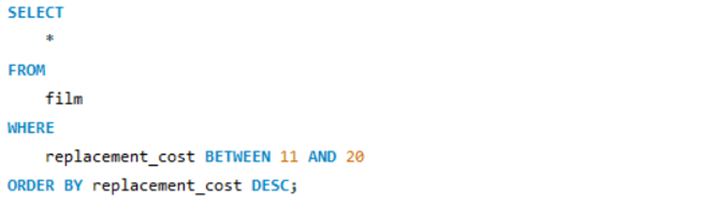 SELECT
*
FROM
film
WHERE
replacement_cost BETWEEN 11 AND 20
ORDER BY replacement_cost DESC;